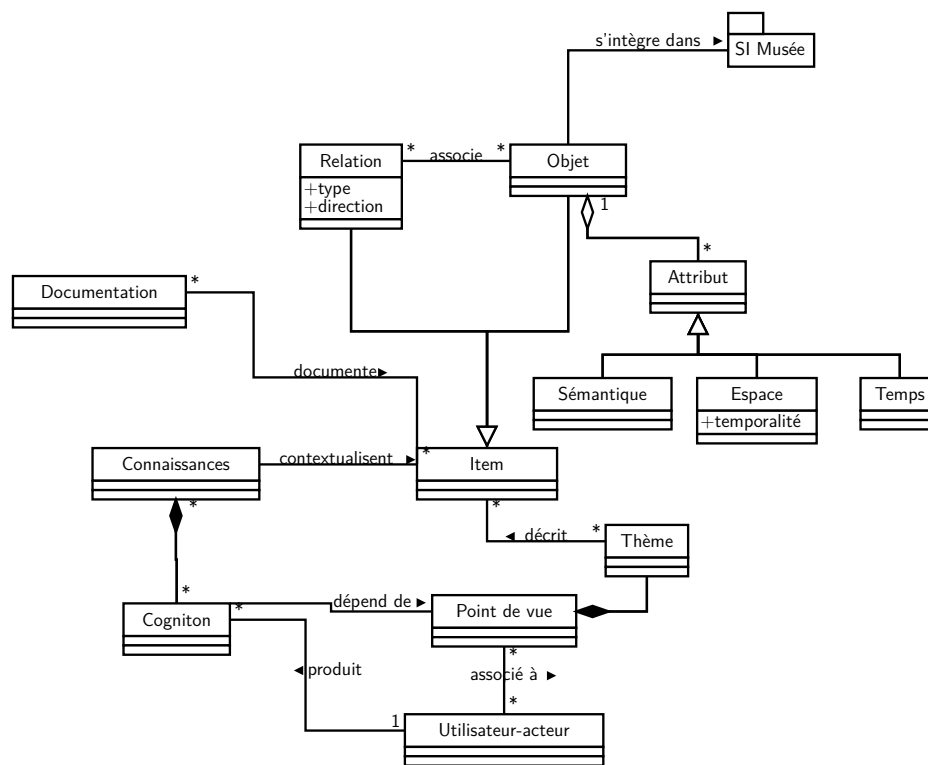 s'intègre dans ►
SI Musée
Relation
+type
+direction
* associe *
Objet
1
*
Attribut
Documentation
*
documente►
Sémantique
Espace
+temporalité
Temps
Connaissances
contextualisent ►
*
Item
*
*
◄ décrit
*
Thème
*
Cogniton
*
dépend de ►
Point de vue
*
◄ produit
associé à ►
*
1
Utilisateur-acteur